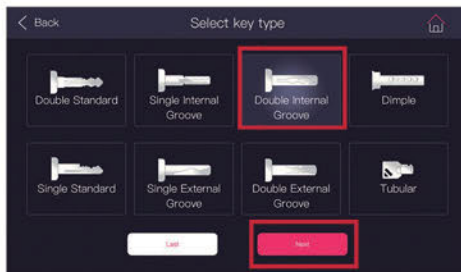 Back
Select key type
Double Standard
Single Internal
Groove
Double Internal
Groove
Dimple
Single Standard
Single External
Groove
Double External
Groove
Tubular
Last
Next